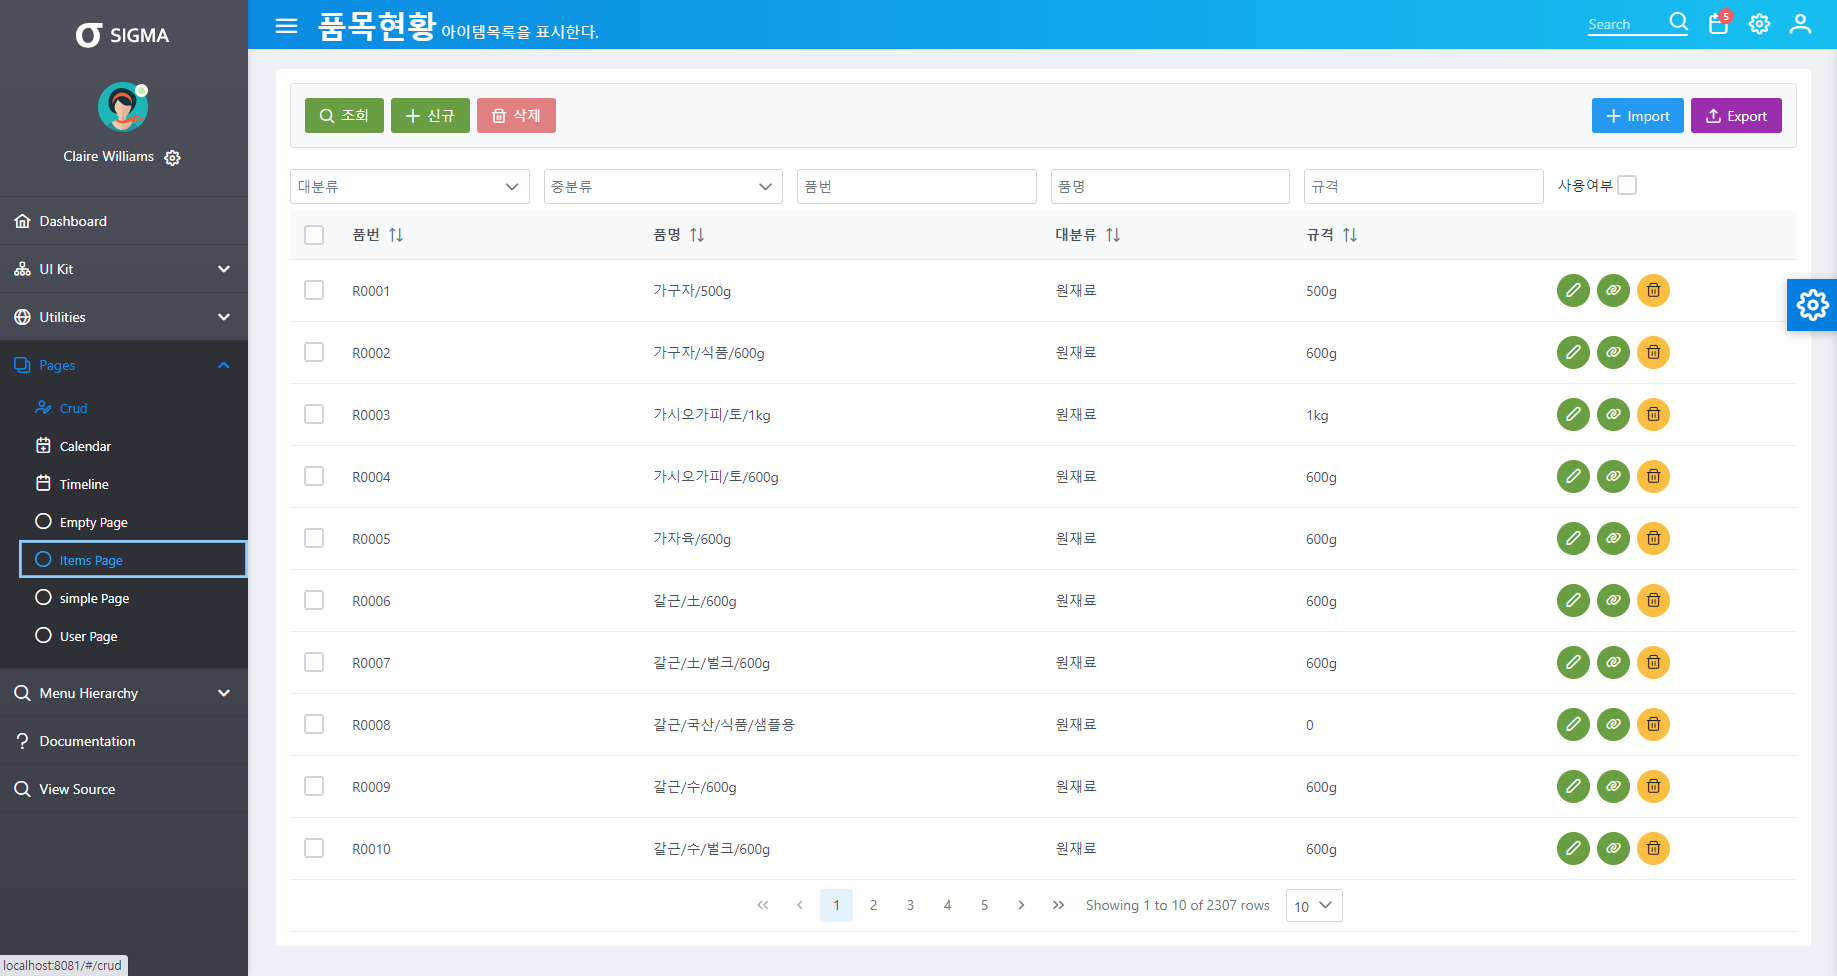 SIGMA
Claire Williams
Dashboard
UI Kit
Utilities
Pages
Crud
Calendar
Timeline
Empty Page
Items Page
simple Page
User Page
Menu Hierarchy
Documentation
View Source
localhost:8081/#/crud
품목현황 아이템목록을 표시한다.
Search
5
조회 신규 삭제 Import Export
대분류 중분류 품번 품명 규격 사용여부
품번 품명 대분류 규격
R0001 가구자/500g 원재료 500g
R0002 가구자/식품/600g 원재료 600g
R0003 가시오가피/토/1kg 원재료 1kg
R0004 가시오가피/토/600g 원재료 600g
R0005 가자육/600g 원재료 600g
R0006 갈근/土/600g 원재료 600g
R0007 갈근/土/벌크/600g 원재료 600g
R0008 갈근/국산/식품/샘플용 원재료 0
R0009 갈근/수/600g 원재료 600g
R0010 갈근/수/벌크/600g 원재료 600g
1 2 3 4 5 Showing 1 to 10 of 2307 rows 10